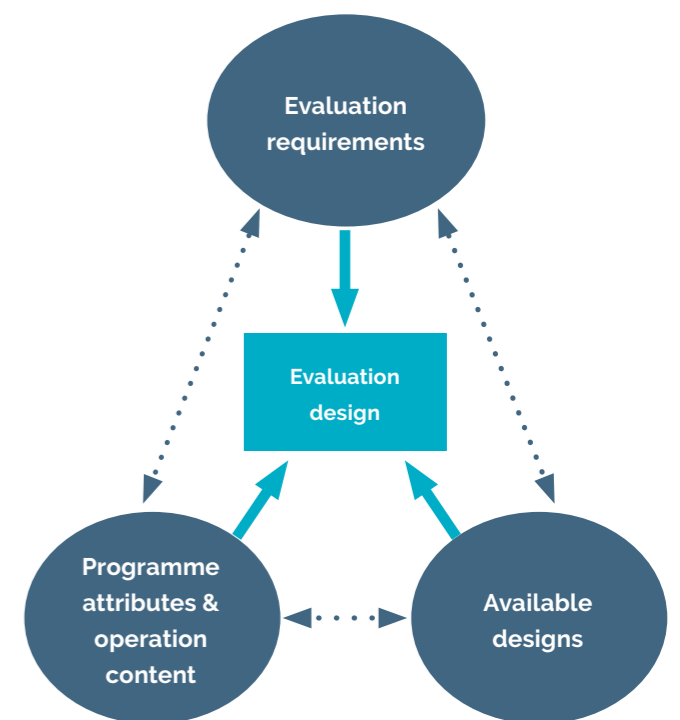 Evaluation
requirements
Evaluation
design
Programme
attributes &
operation
content
Available
designs